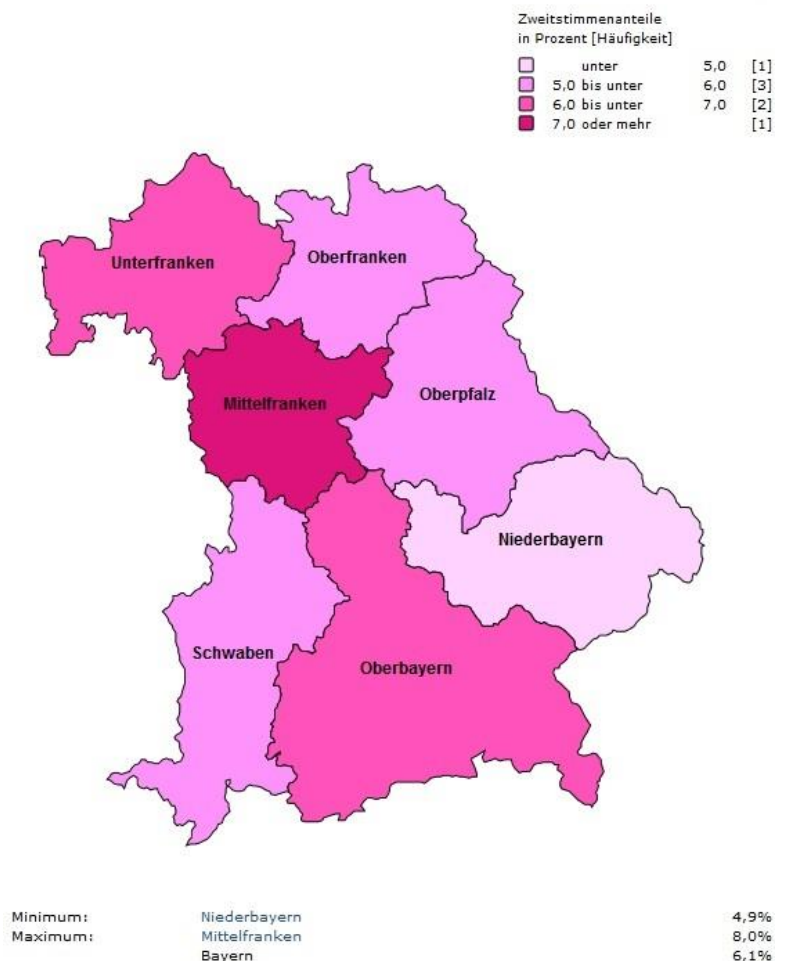 Zweitstimmenanteile
in Prozent [Häufigkeit]
unter 5,0 [1]
5,0 bis unter 6,0 [3]
6,0 bis unter 7,0 [2]
7,0 oder mehr [1]
Unterfranken
Oberfranken
Mittelfranken
Oberpfalz
Niederbayern
Schwaben
Oberbayern
Minimum: Niederbayern 4,9%
Maximum: Mittelfranken 8,0%
Bayern 6,1%